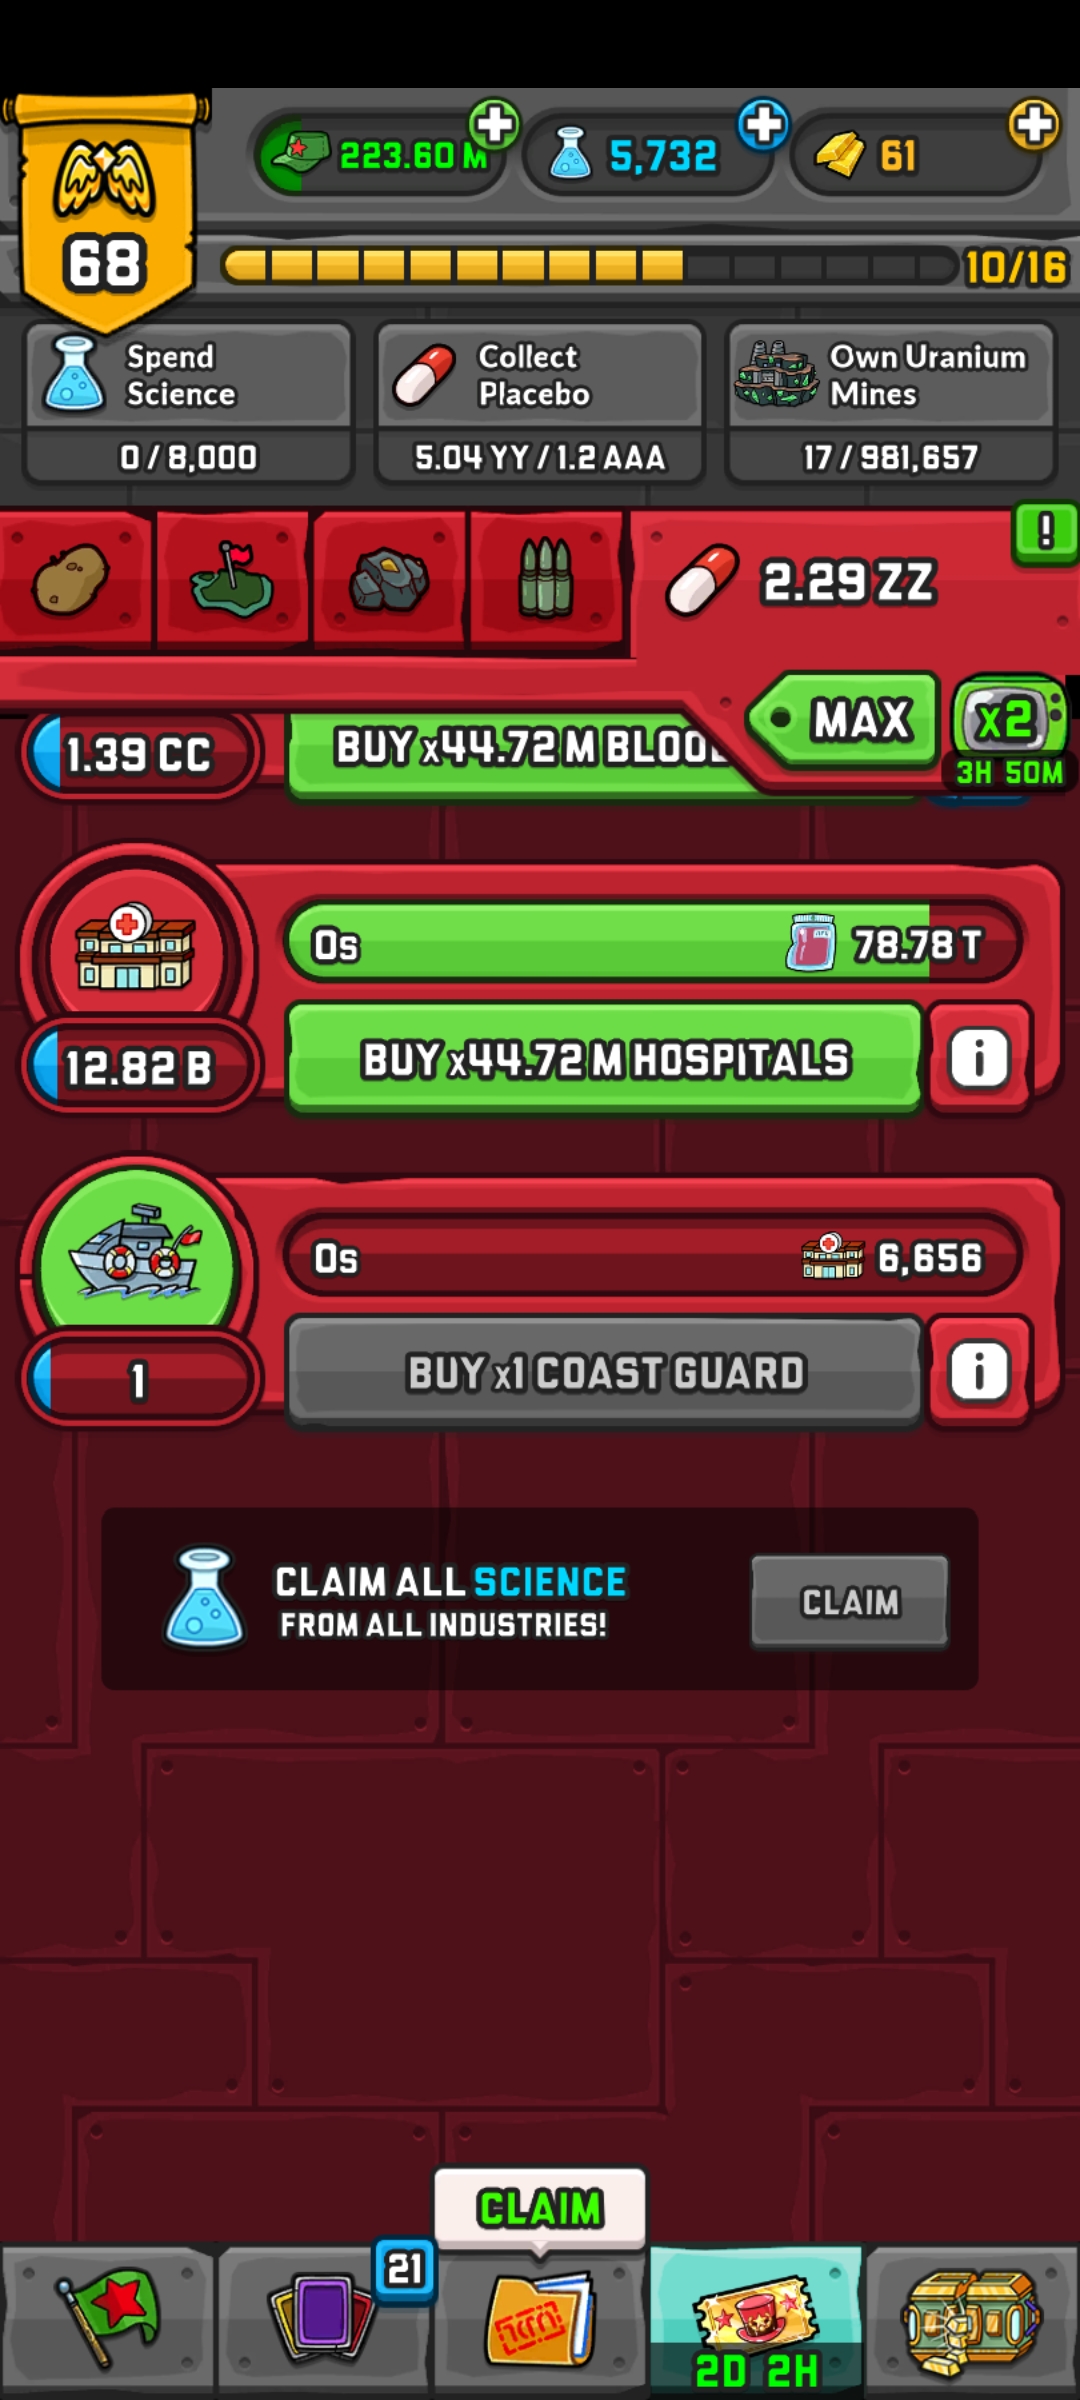 223.60 M
5,732
61
68
10/16
Spend
Science
0 / 8,000
Collect
Placebo
5.04 YY / 1.2 AAA
Own Uranium
Mines
17 / 981,657
2.29 ZZ
!
MAX
x2
3H 50M
1.39 CC
BUY x44.72 M
0s
78.78 T
12.82 B
BUY x44.72 M HOSPITALS
i
0s
6,656
1
BUY x1 COAST GUARD
i
CLAIM ALL SCIENCE
FROM ALL INDUSTRIES!
CLAIM
CLAIM
21
2D 2H